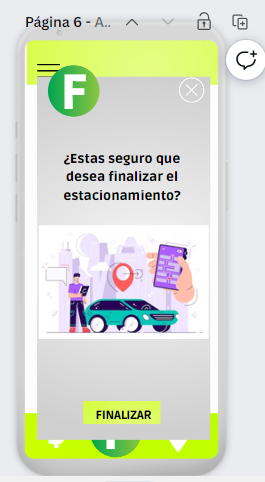 Página 6 - A..
F
¿Estas seguro que
desea finalizar el
estacionamiento?
FINALIZAR